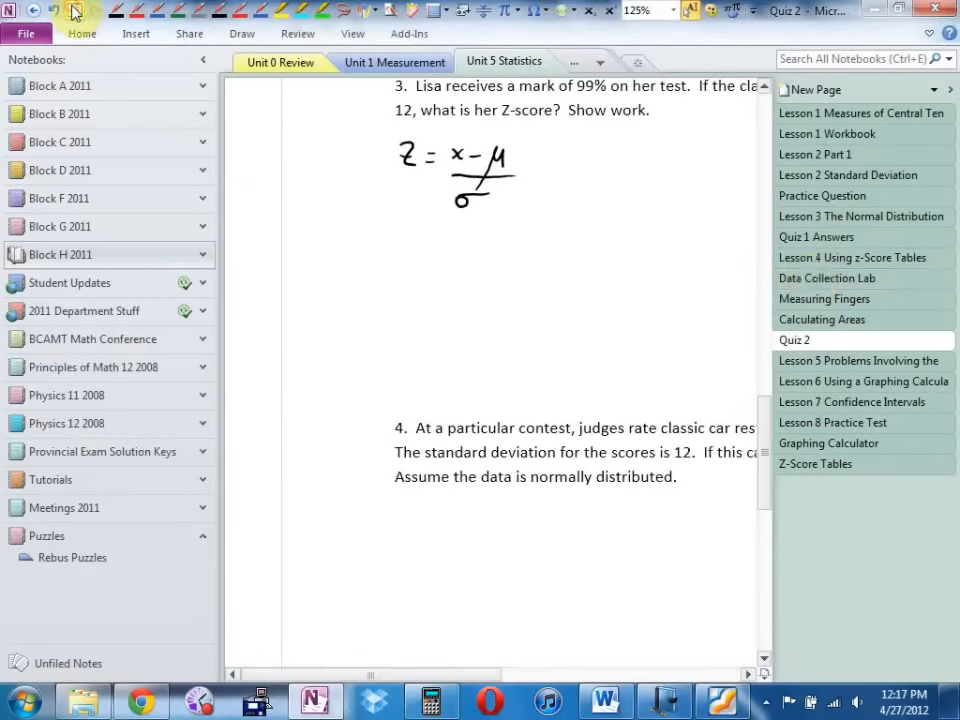 125%
Quiz 2 - Micr...
File
Home
Insert
Share
Draw
Review
View
Add-Ins
Notebooks:
Unit 0 Review
Unit 1 Measurement
Unit 5 Statistics
...
Search All Notebooks (Ctrl+E)
Block A 2011
Block B 2011
Block C 2011
Block D 2011
Block F 2011
Block G 2011
Block H 2011
Student Updates
2011 Department Stuff
BCAMT Math Conference
Principles of Math 12 2008
Physics 11 2008
Physics 12 2008
Provincial Exam Solution Keys
Tutorials
Meetings 2011
Puzzles
Rebus Puzzles
Unfiled Notes
3. Lisa receives a mark of 99% on her test. If the cla
12, what is her Z-score? Show work.
Z = x - μ
σ
4. At a particular contest, judges rate classic car res
The standard deviation for the scores is 12. If this ca
Assume the data is normally distributed.
New Page
Lesson 1 Measures of Central Ten
Lesson 1 Workbook
Lesson 2 Part 1
Lesson 2 Standard Deviation
Practice Question
Lesson 3 The Normal Distribution
Quiz 1 Answers
Lesson 4 Using z-Score Tables
Data Collection Lab
Measuring Fingers
Calculating Areas
Quiz 2
Lesson 5 Problems Involving the
Lesson 6 Using a Graphing Calcula
Lesson 7 Confidence Intervals
Lesson 8 Practice Test
Graphing Calculator
Z-Score Tables
12:17 PM
4/27/2012